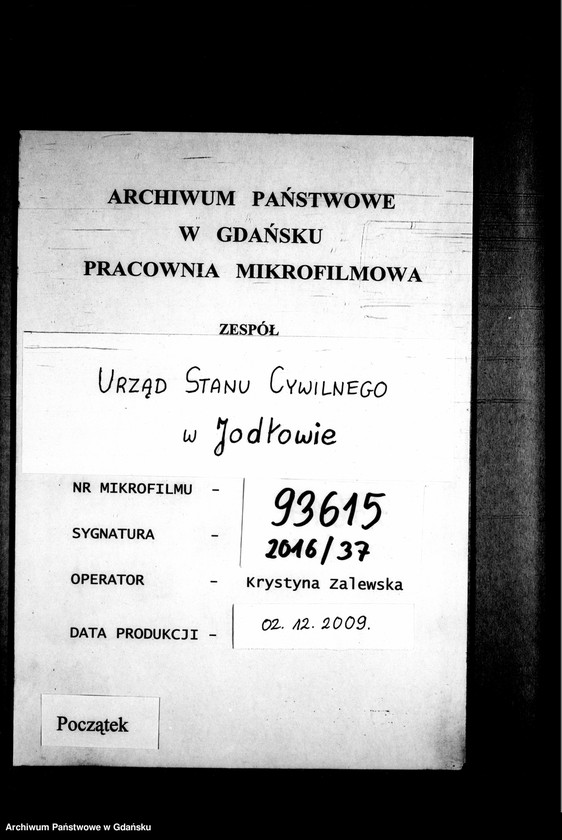 ARCHIWUM PAŃSTWOWE
W GDAŃSKU
PRACOWNIA MIKROFILMOWA
ZESPÓŁ
URZĄD STANU CYWILNEGO
w Jodłowie
NR MIKROFILMU - 93615
SYGNATURA - 2016/37
OPERATOR - Krystyna Zalewska
DATA PRODUKCJI - 02.12.2009.
Początek
Archiwum Państwowe w Gdańsku